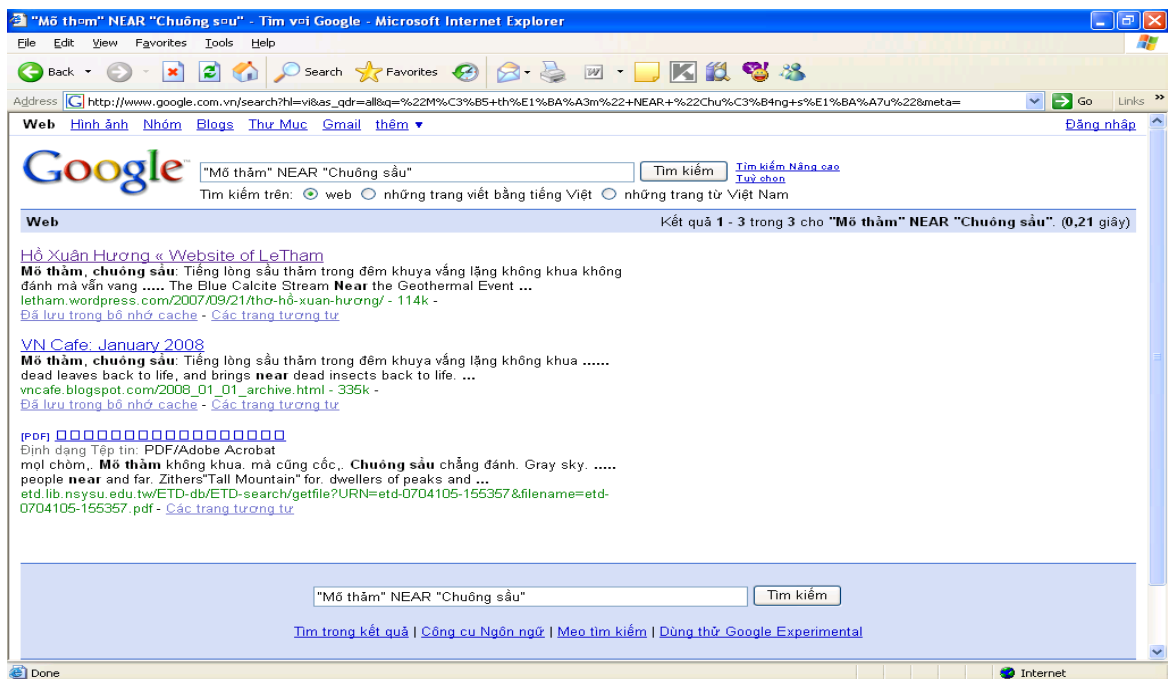 "Mõ th¤m" NEAR "Chuông s¤u" - Tìm v¤i Google - Microsoft Internet Explorer
File Edit View Favorites Tools Help
Back Search Favorites
Address http://www.google.com.vn/search?hl=vi&as_qdr=all&q=%22M%C3%B5+th%E1%BA%A3m%22+NEAR+%22Chu%C3%B4ng+s%E1%BA%A7u%22&meta= Go Links »
Web Hình ảnh Nhóm Blogs Thư Mục Gmail thêm ▼ Đăng nhập
Google "Mõ thảm" NEAR "Chuông sầu" Tìm kiếm Tìm kiếm Nâng cao
Tuỳ chọn
Tìm kiếm trên: web những trang viết bằng tiếng Việt những trang từ Việt Nam
Web Kết quả 1 - 3 trong 3 cho "Mõ thảm" NEAR "Chuông sầu". (0,21 giây)
Hồ Xuân Hương « Website of LeTham
Mõ thảm, chuông sầu: Tiếng lòng sầu thảm trong đêm khuya vắng lặng không khua không
đánh mà vẫn vang ..... The Blue Calcite Stream Near the Geothermal Event ...
letham.wordpress.com/2007/09/21/thơ-hồ-xuan-hương/ - 114k -
Đã lưu trong bộ nhớ cache - Các trang tương tự
VN Cafe: January 2008
Mõ thảm, chuông sầu: Tiếng lòng sầu thảm trong đêm khuya vắng lặng không khua ......
dead leaves back to life, and brings near dead insects back to life. ...
vncafe.blogspot.com/2008_01_01_archive.html - 335k -
Đã lưu trong bộ nhớ cache - Các trang tương tự
[PDF] □□□□□□□□□□□□□□□□□
Định dạng Tệp tin: PDF/Adobe Acrobat
mọi chòm,. Mõ thảm không khua. mà cũng cốc,. Chuông sầu chẳng đánh. Gray sky. .....
people near and far. Zithers"Tall Mountain" for. dwellers of peaks and ...
etd.lib.nsysu.edu.tw/ETD-db/ETD-search/getfile?URN=etd-0704105-155357&filename=etd-
0704105-155357.pdf - Các trang tương tự
"Mõ thảm" NEAR "Chuông sầu" Tìm kiếm
Tìm trong kết quả | Công cụ Ngôn ngữ | Mẹo tìm kiếm | Dùng thử Google Experimental
Done Internet